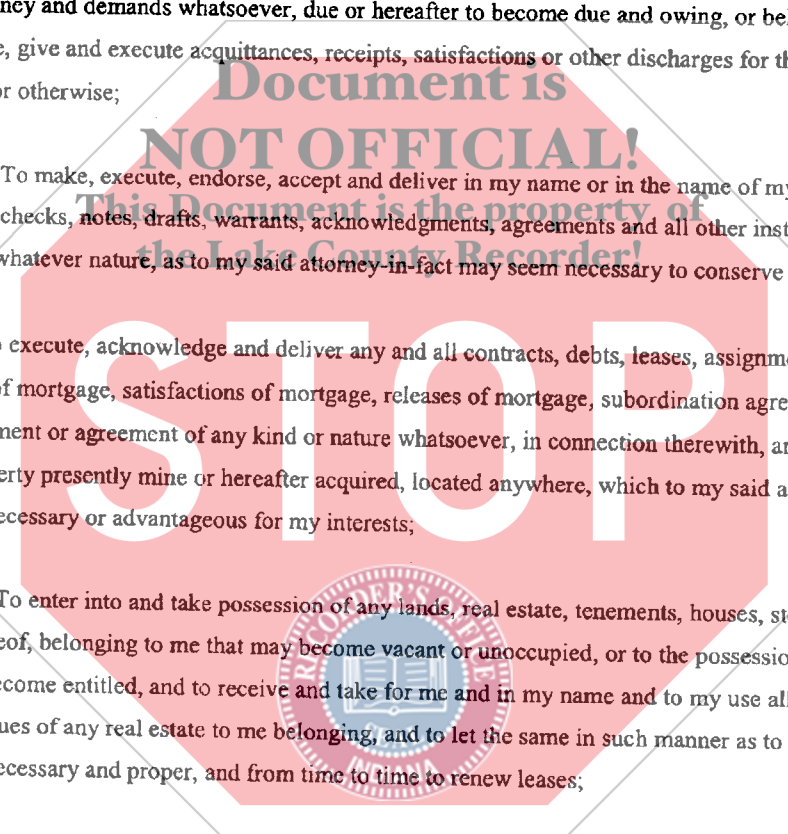 ney and demands whatsoever, due or hereafter to become due and owing, or be
e, give and execute acquittances, receipts, satisfactions or other discharges for th
or otherwise;
Document is
NOT OFFICIAL!
To make, execute, endorse, accept and deliver in my name or in the name of my
This Document is the property of
checks, notes, drafts, warrants, acknowledgments, agreements and all other inst
the Lake County Recorder!
whatever nature, as to my said attorney-in-fact may seem necessary to conserve
STOP
execute, acknowledge and deliver any and all contracts, debts, leases, assignm
of mortgage, satisfactions of mortgage, releases of mortgage, subordination agre
ment or agreement of any kind or nature whatsoever, in connection therewith, ar
erty presently mine or hereafter acquired, located anywhere, which to my said a
ecessary or advantageous for my interests;
To enter into and take possession of any lands, real estate, tenements, houses, st
eof, belonging to me that may become vacant or unoccupied, or to the possessio
ecome entitled, and to receive and take for me and in my name and to my use all
ues of any real estate to me belonging, and to let the same in such manner as to
ecessary and proper, and from time to time to renew leases;
RECORDER'S OFFICE
INDIANA